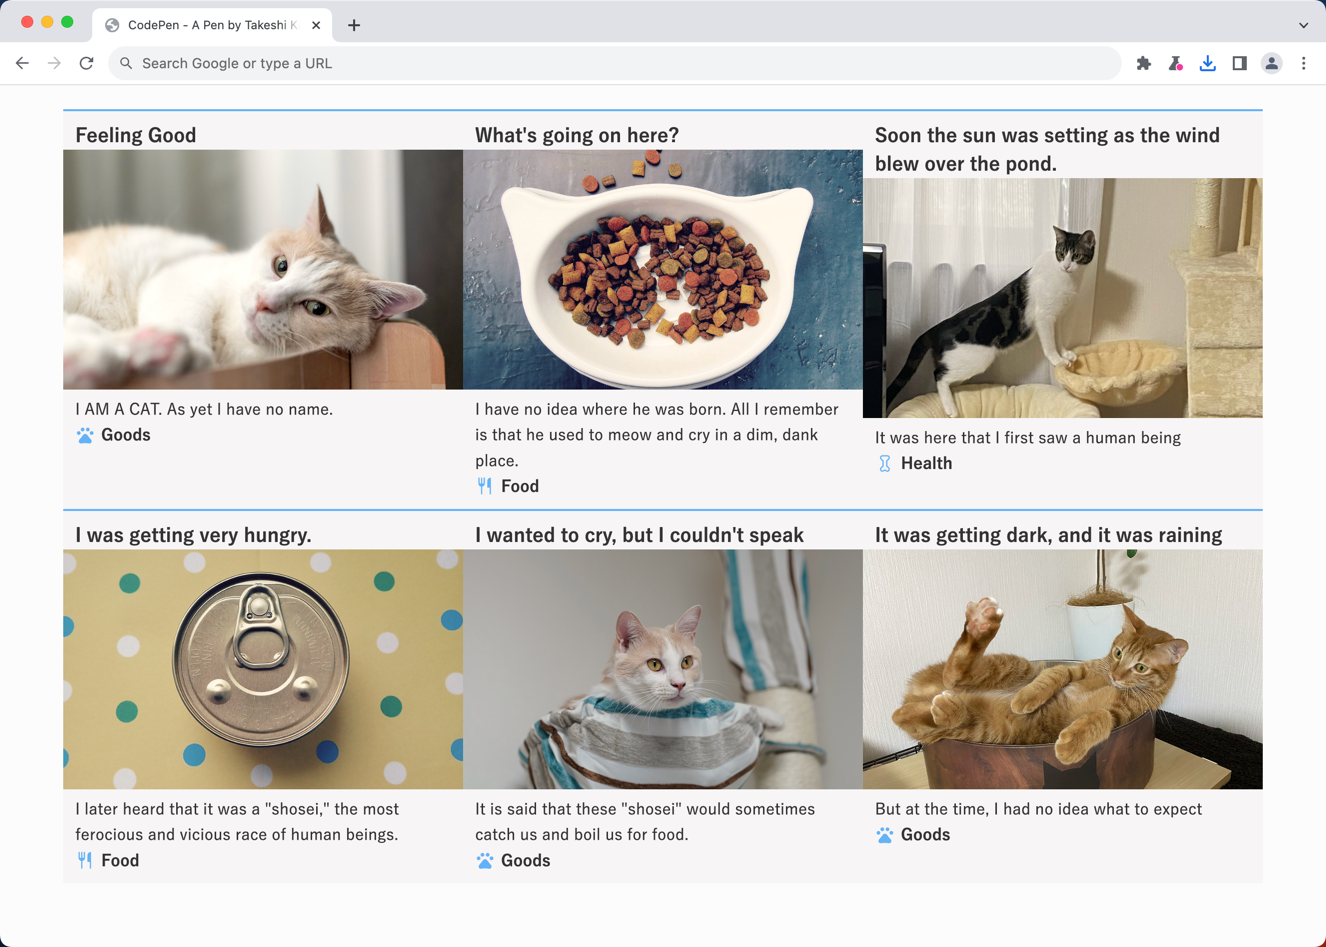 CodePen - A Pen by Takeshi K
Search Google or type a URL
Feeling Good
I AM A CAT. As yet I have no name.
Goods
What's going on here?
I have no idea where he was born. All I remember
is that he used to meow and cry in a dim, dank
place.
Food
Soon the sun was setting as the wind
blew over the pond.
It was here that I first saw a human being
Health
I was getting very hungry.
I later heard that it was a "shosei," the most
ferocious and vicious race of human beings.
Food
I wanted to cry, but I couldn't speak
It is said that these "shosei" would sometimes
catch us and boil us for food.
Goods
It was getting dark, and it was raining
But at the time, I had no idea what to expect
Goods